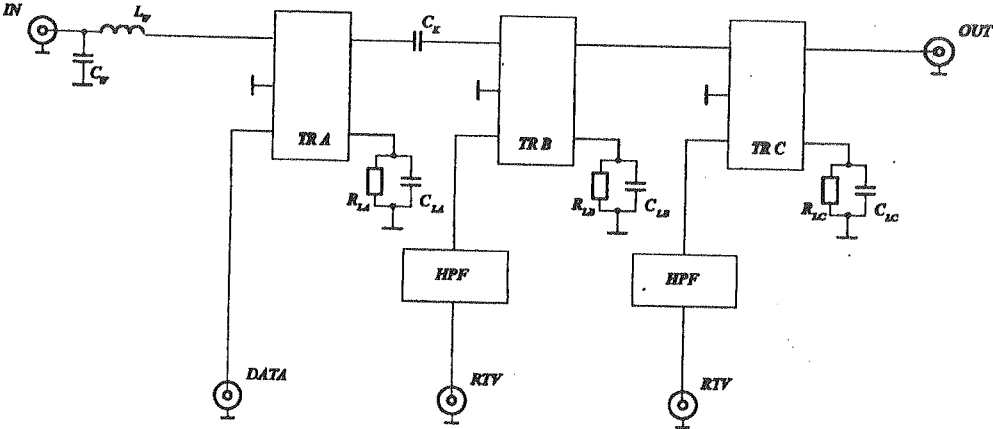 IN
L_W
C_W
TR A
C_K
TR B
TR C
OUT
R_LA
C_LA
R_LB
C_LB
R_LC
C_LC
HPF
HPF
DATA
RTV
RTV